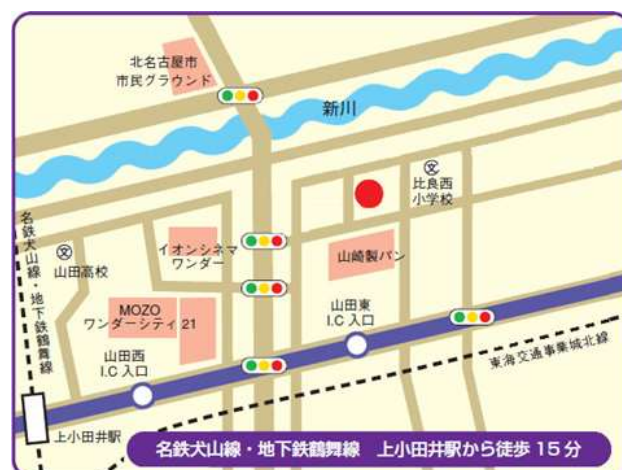 北名古屋市
市民グラウンド
新川
文
比良西
小学校
名鉄犬山線・地下鉄鶴舞線
文
山田高校
イオンシネマ
ワンダー
山崎製パン
MOZO
ワンダーシティ 21
山田東
I.C 入口
山田西
I.C 入口
東海交通事業城北線
上小田井駅
名鉄犬山線・地下鉄鶴舞線 上小田井駅から徒歩 15 分